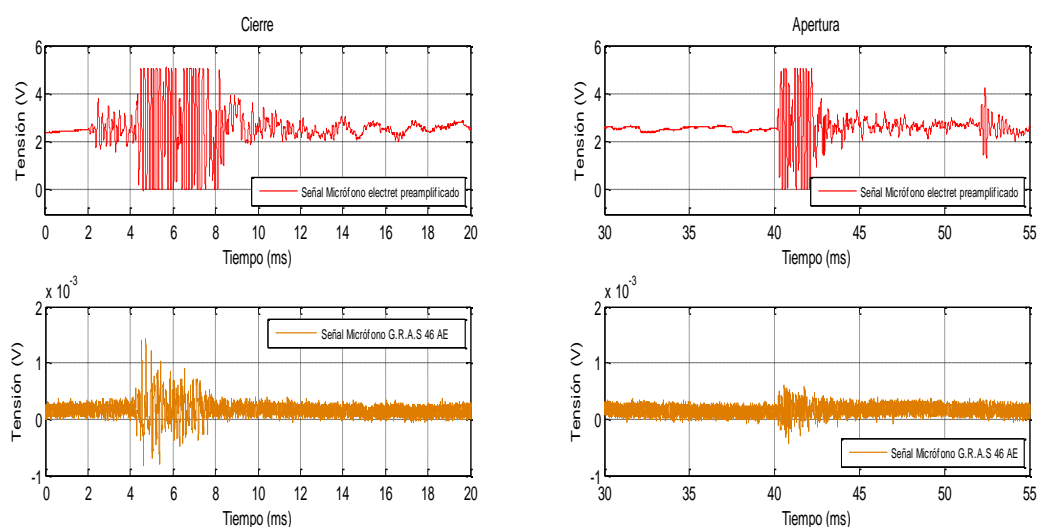 Cierre
Tensión (V)
6
4
2
0
Señal Micrófono electret preamplificado
0 2 4 6 8 10 12 14 16 18 20
Tiempo (ms)
Apertura
Tensión (V)
6
4
2
0
Señal Micrófono electret preamplificado
30 35 40 45 50 55
Tiempo (ms)
x 10⁻³
Tensión (V)
2
1
0
-1
Señal Micrófono G.R.A.S 46 AE
0 2 4 6 8 10 12 14 16 18 20
Tiempo (ms)
x 10⁻³
Tensión (V)
2
1
0
-1
Señal Micrófono G.R.A.S 46 AE
30 35 40 45 50 55
Tiempo (ms)